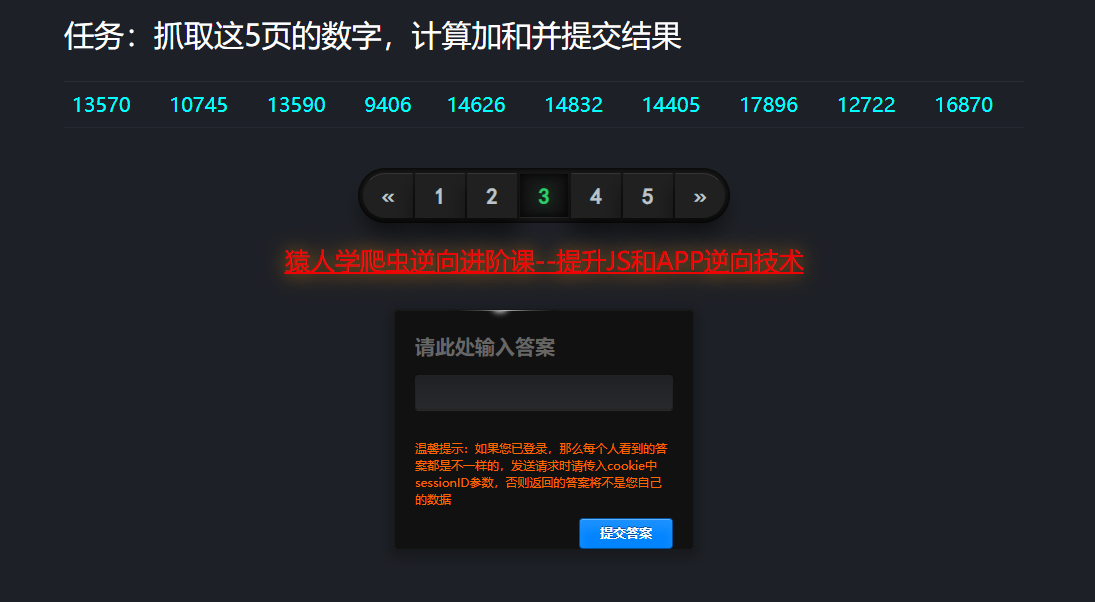 任务：抓取这5页的数字，计算加和并提交结果
13570 10745 13590 9406 14626 14832 14405 17896 12722 16870
« 1 2 3 4 5 »
猿人学爬虫逆向进阶课--提升JS和APP逆向技术
请此处输入答案
温馨提示：如果您已登录，那么每个人看到的答
案都是不一样的，发送请求时请传入cookie中
sessionID参数，否则返回的答案将不是您自己
的数据
提交答案